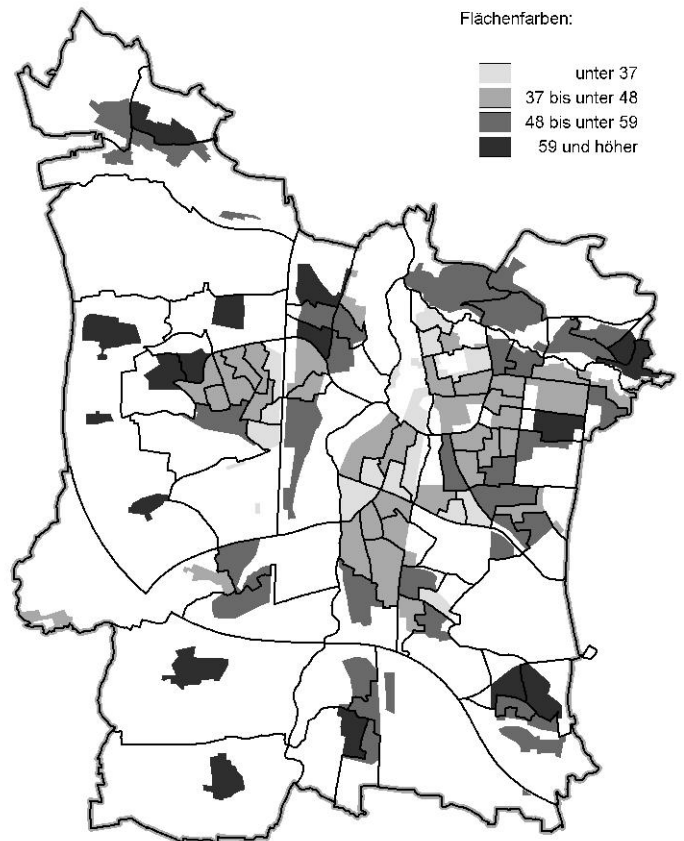 Flächenfarben:
unter 37
37 bis unter 48
48 bis unter 59
59 und höher